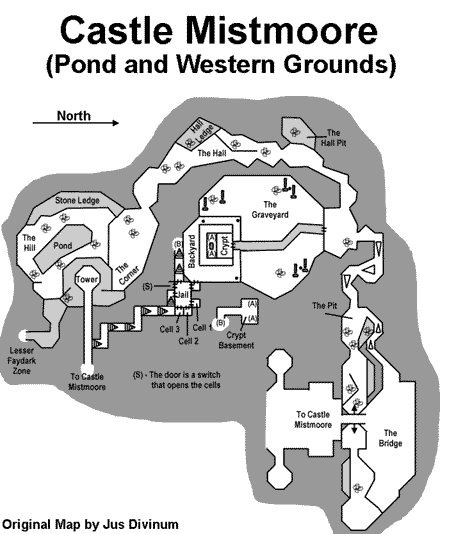 Castle Mistmoore
(Pond and Western Grounds)
North
Hall
Ledge
The Hall
The
Hall Pit
Stone Ledge
The
Graveyard
The
Hill
Pond
Backyard
(A)
Crypt
(A)
(B)
The
Corner
Tower
(S)
Jail
The Pit
Cell 1
Cell 3
Cell 2
(A)
(A)
(B)
Crypt
Basement
Lesser
Faydark
Zone
To Castle
Mistmoore
(S) - The door is a switch
that opens the cells
To Castle
Mistmoore
The
Bridge
Original Map by Jus Divinum